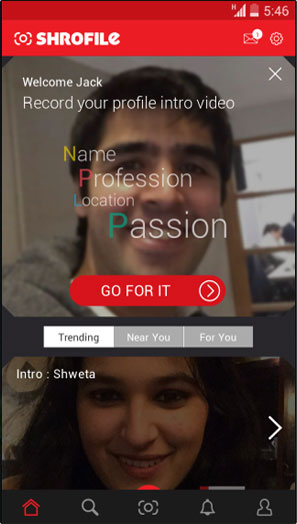 H
5:46
SHROFILE
1
Welcome Jack
Record your profile intro video
Name
Profession
Location
Passion
GO FOR IT
Trending Near You For You
Intro : Shweta